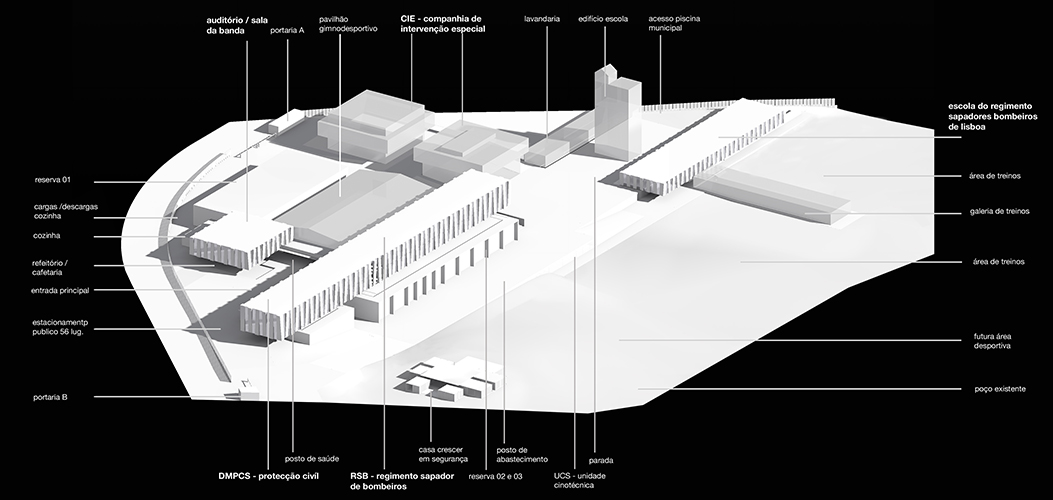 auditório / sala
da banda
portaria A
pavilhão
gimnodesportivo
CIE - companhia de
intervenção especial
lavandaria
edifício escola
acesso piscina
municipal
escola do regimento
sapadores bombeiros
de lisboa
reserva 01
cargas /descargas
cozinha
cozinha
refeitório /
cafetaria
entrada principal
estacionamentp
publico 56 lug.
portaria B
área de treinos
galeria de treinos
área de treinos
futura área
desportiva
poço existente
DMPCS - protecção civíl
posto de saúde
RSB - regimento sapador
de bombeiros
casa crescer
em segurança
reserva 02 e 03
posto de
abastecimento
UCS - unidade
cinotécnica
parada